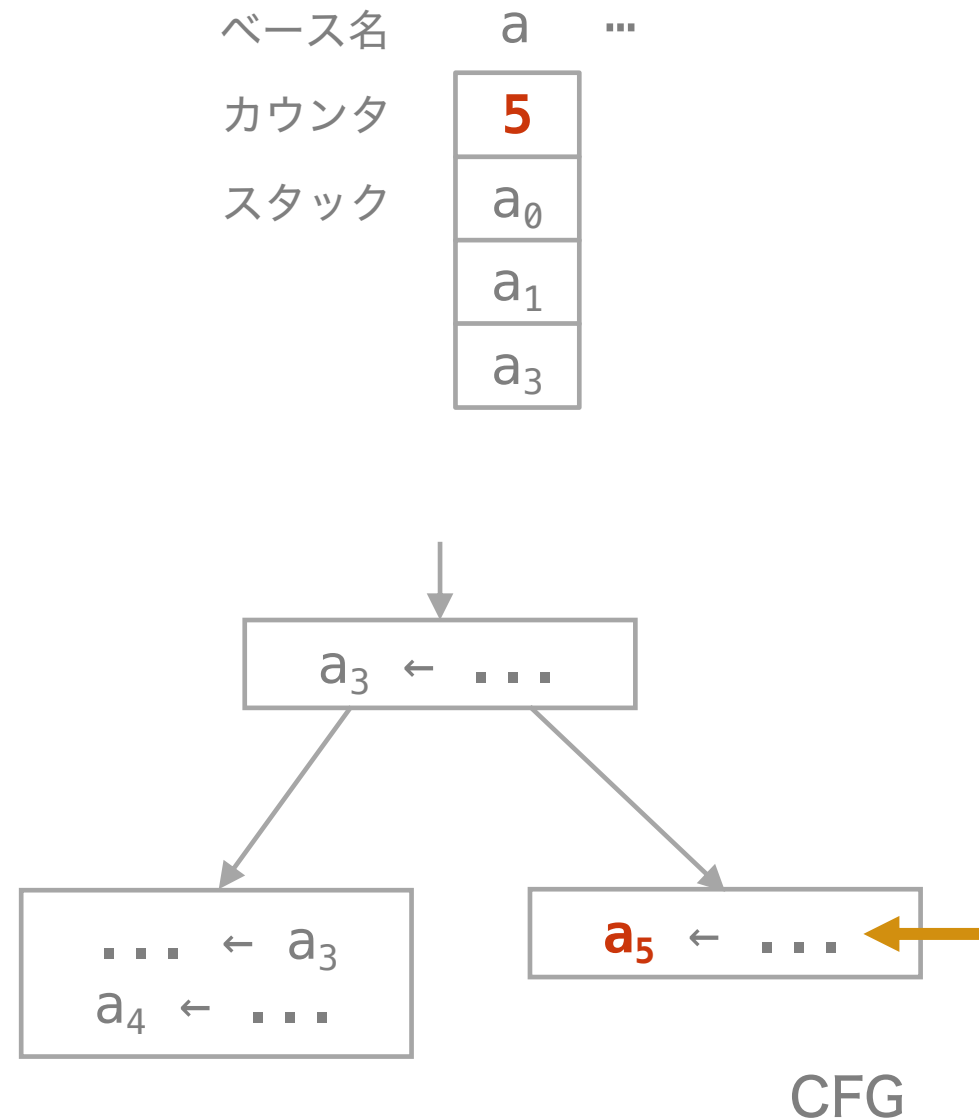 ベース名 a …
カウンタ 5
スタック a₀
a₁
a₃
a₃ ← ...
... ← a₃
a₄ ← ...
a₅ ← ...
CFG